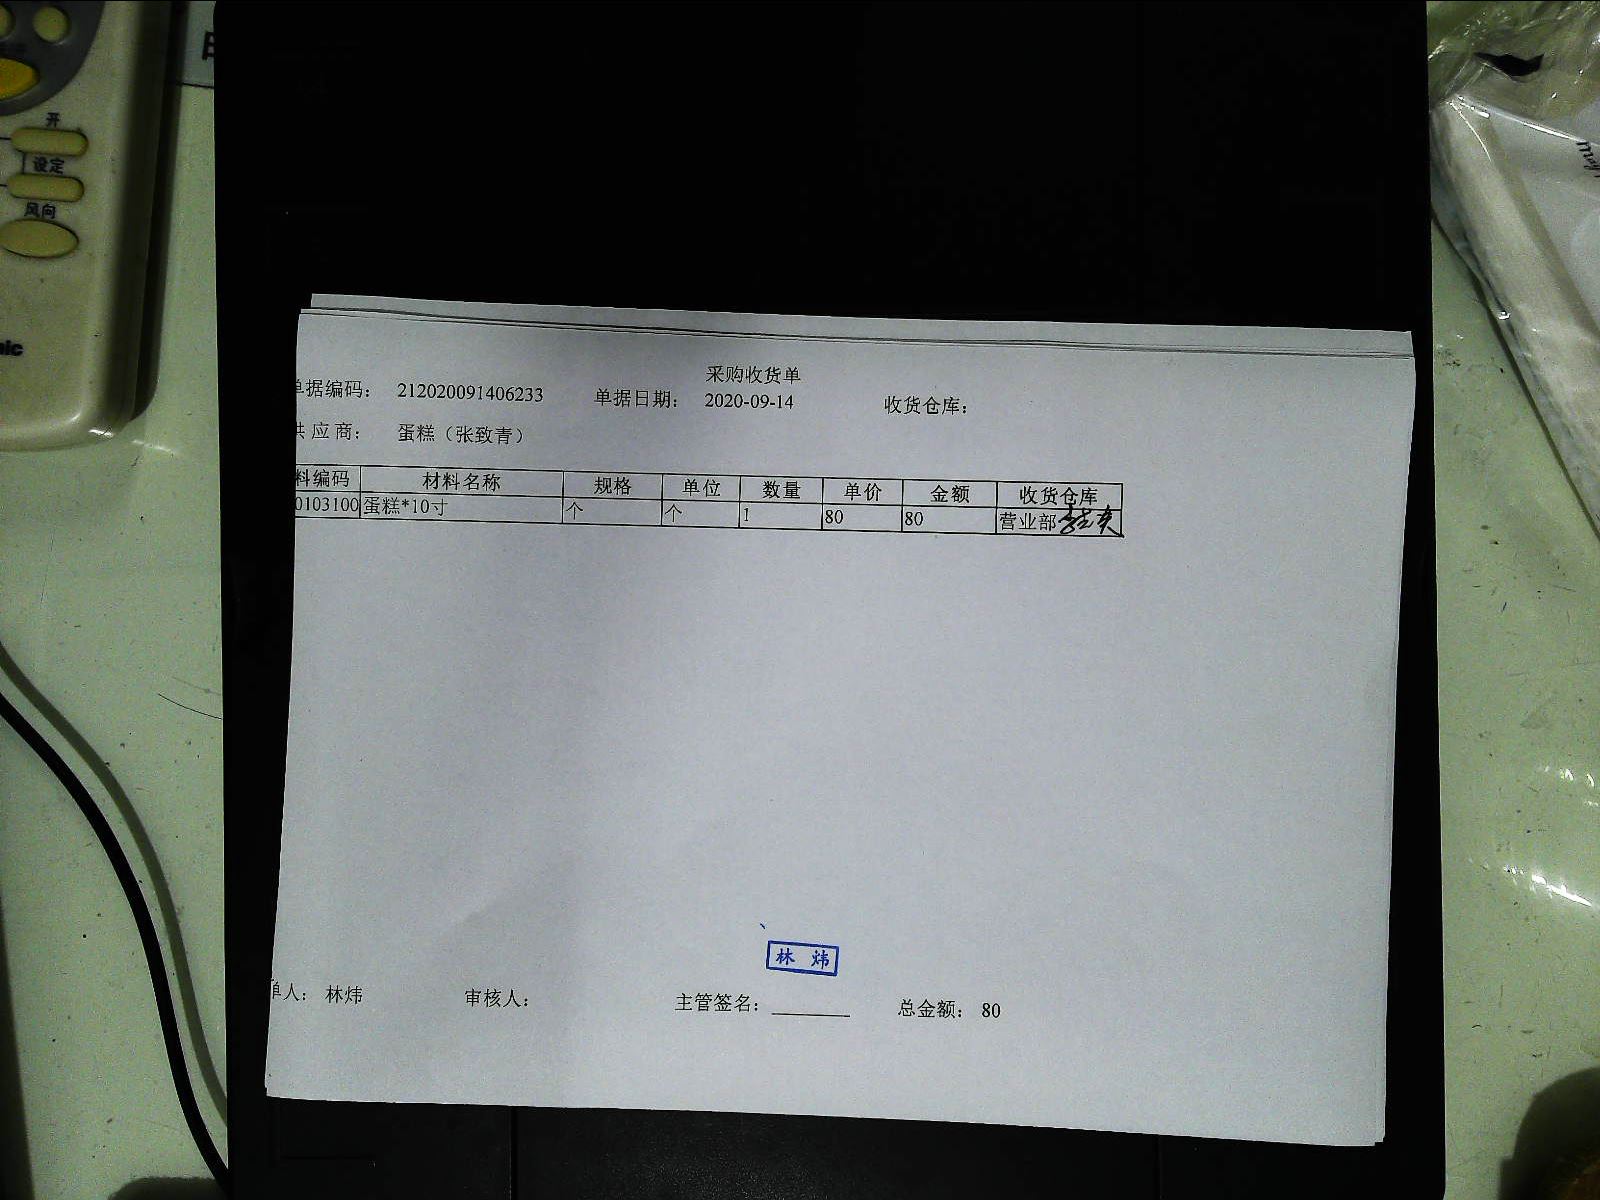 开
设定
风向
采购收货单
单据编码： 212020091406233 单据日期： 2020-09-14 收货仓库：
供应商： 蛋糕（张致青）
料编码 材料名称 规格 单位 数量 单价 金额 收货仓库
0103100 蛋糕*10寸 个 个 1 80 80 营业部
林 炜
单人： 林炜 审核人： 主管签名： 总金额： 80